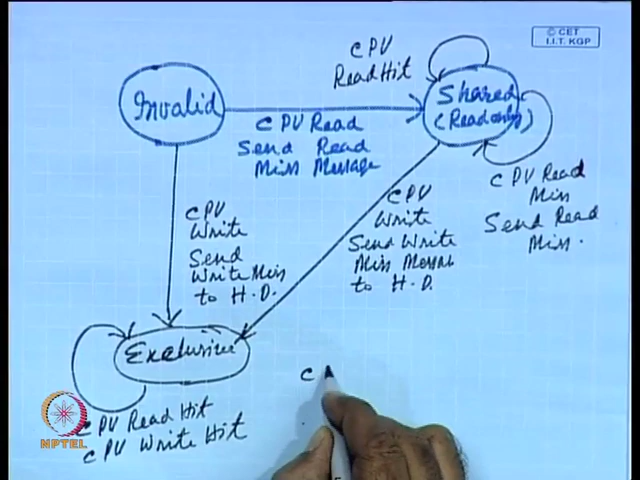 © CET
I.I.T. KGP
CPU
Read Hit
Invalid
Shared
(Read only)
CPU Read
Send Read
Miss Message
CPU Read
Miss
Send Read
Miss.
CPU
Write
Send
Write Miss
to H.D.
CPU
Write
Send Write
Miss Message
to H.D.
Exclusive
C
CPU Read Hit
CPU Write Hit
NPTEL